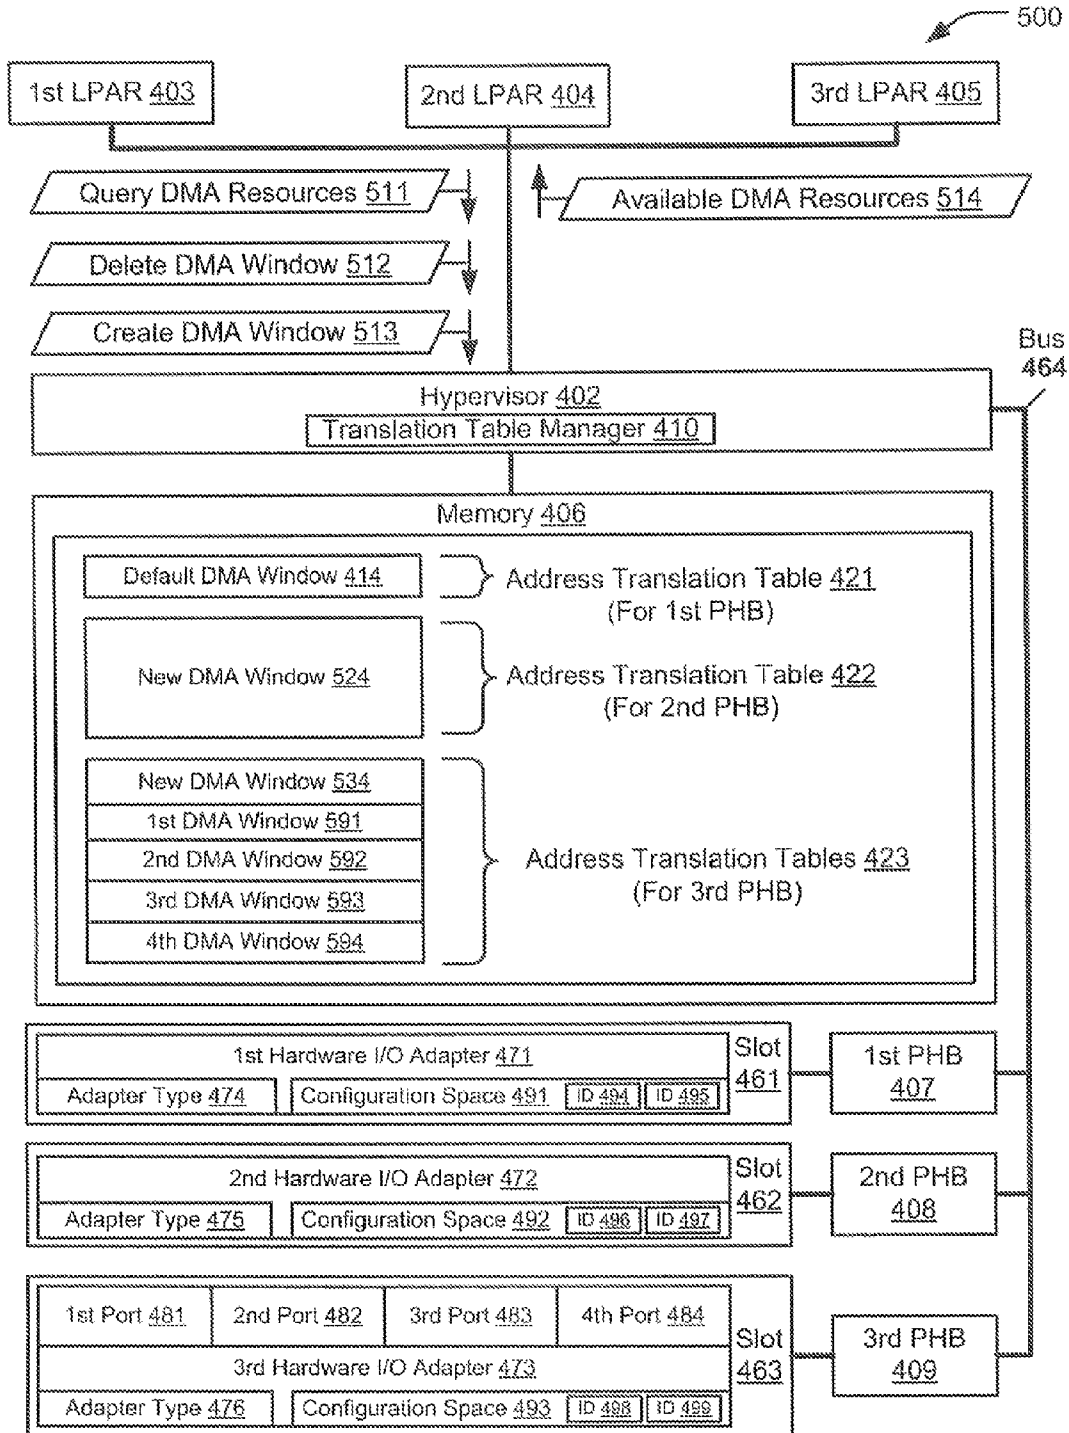 500
1st LPAR 403
2nd LPAR 404
3rd LPAR 405
Query DMA Resources 511
Available DMA Resources 514
Delete DMA Window 512
Create DMA Window 513
Bus
464
Hypervisor 402
Translation Table Manager 410
Memory 406
Default DMA Window 414
Address Translation Table 421
(For 1st PHB)
New DMA Window 524
Address Translation Table 422
(For 2nd PHB)
New DMA Window 534
1st DMA Window 591
2nd DMA Window 592
3rd DMA Window 593
4th DMA Window 594
Address Translation Tables 423
(For 3rd PHB)
1st Hardware I/O Adapter 471
Adapter Type 474
Configuration Space 491
ID 494
ID 495
Slot
461
1st PHB
407
2nd Hardware I/O Adapter 472
Adapter Type 475
Configuration Space 492
ID 496
ID 497
Slot
462
2nd PHB
408
1st Port 481
2nd Port 482
3rd Port 483
4th Port 484
3rd Hardware I/O Adapter 473
Adapter Type 476
Configuration Space 493
ID 498
ID 499
Slot
463
3rd PHB
409